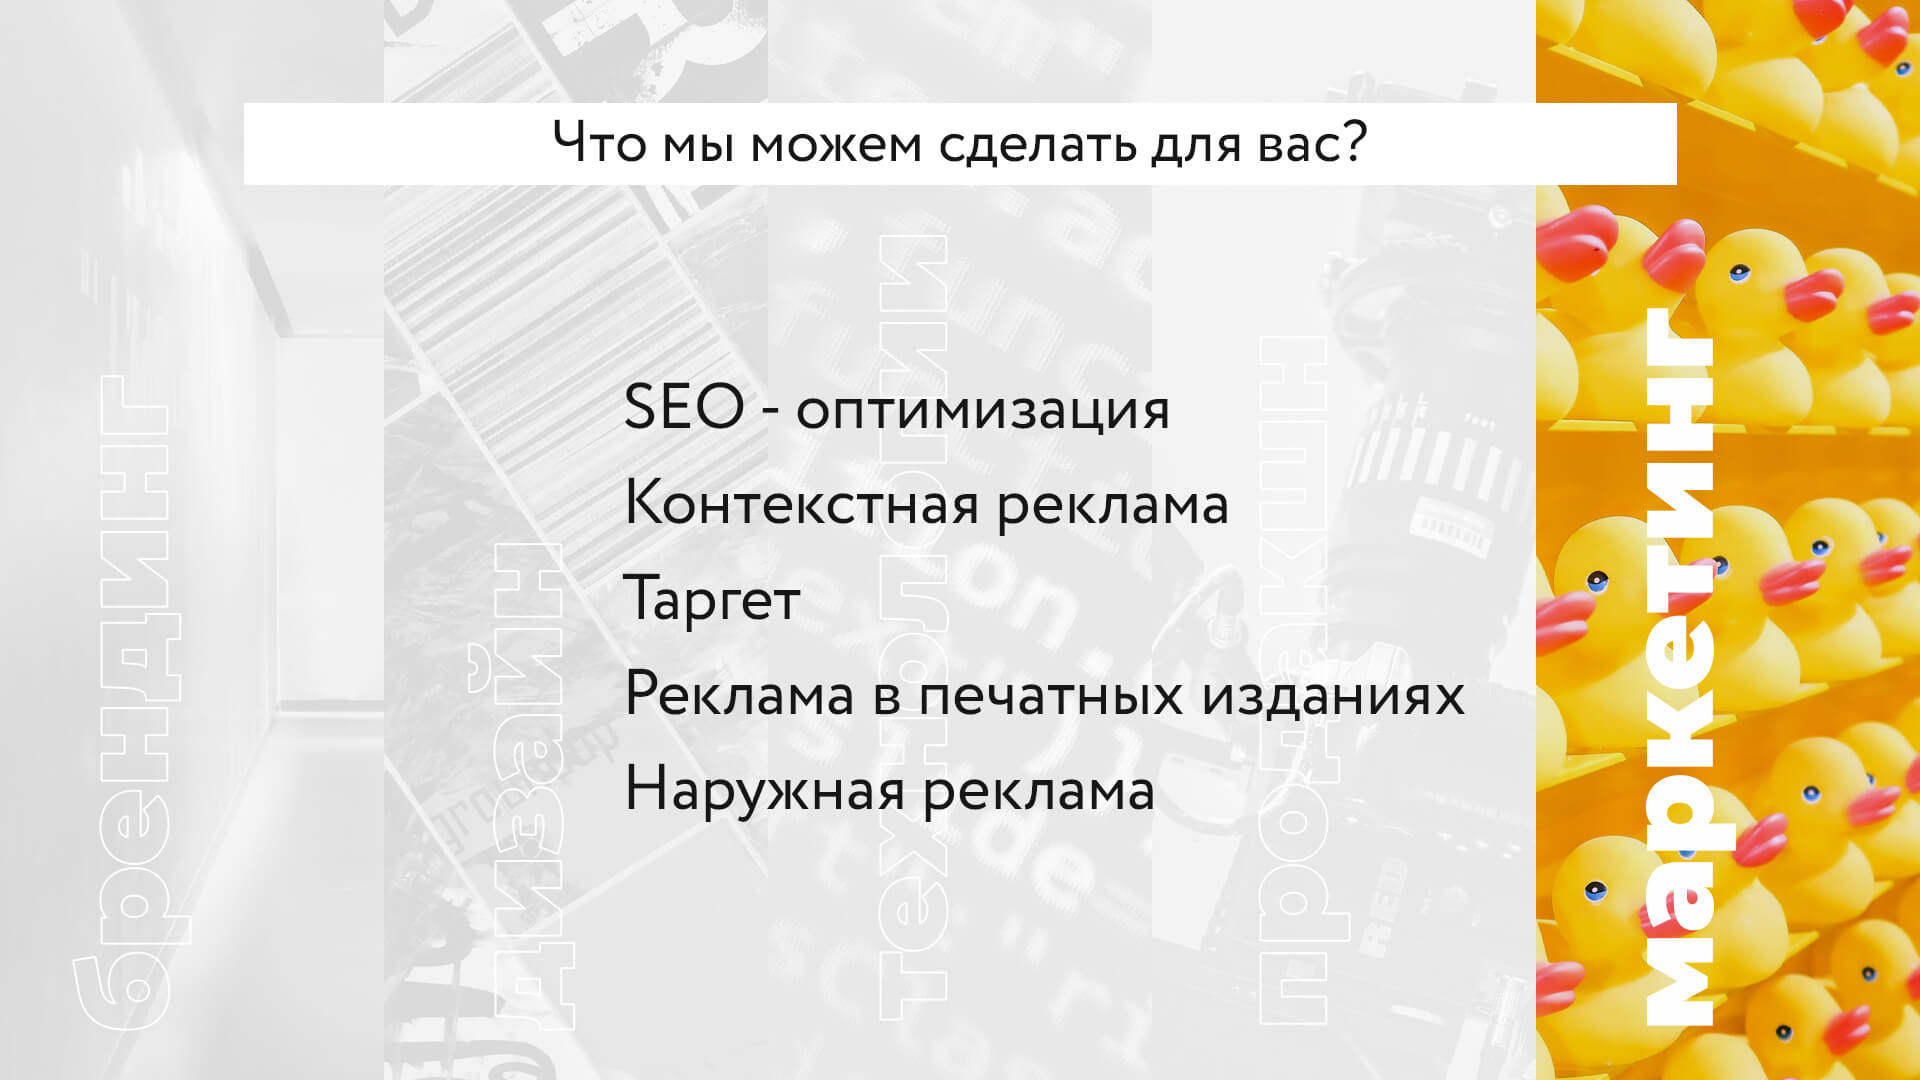 Что мы можем сделать для вас?
SEO - оптимизация
Контекстная реклама
Таргет
Реклама в печатных изданиях
Наружная реклама
брендинг
дизайн
технологии
продакшн
маркетинг
RED